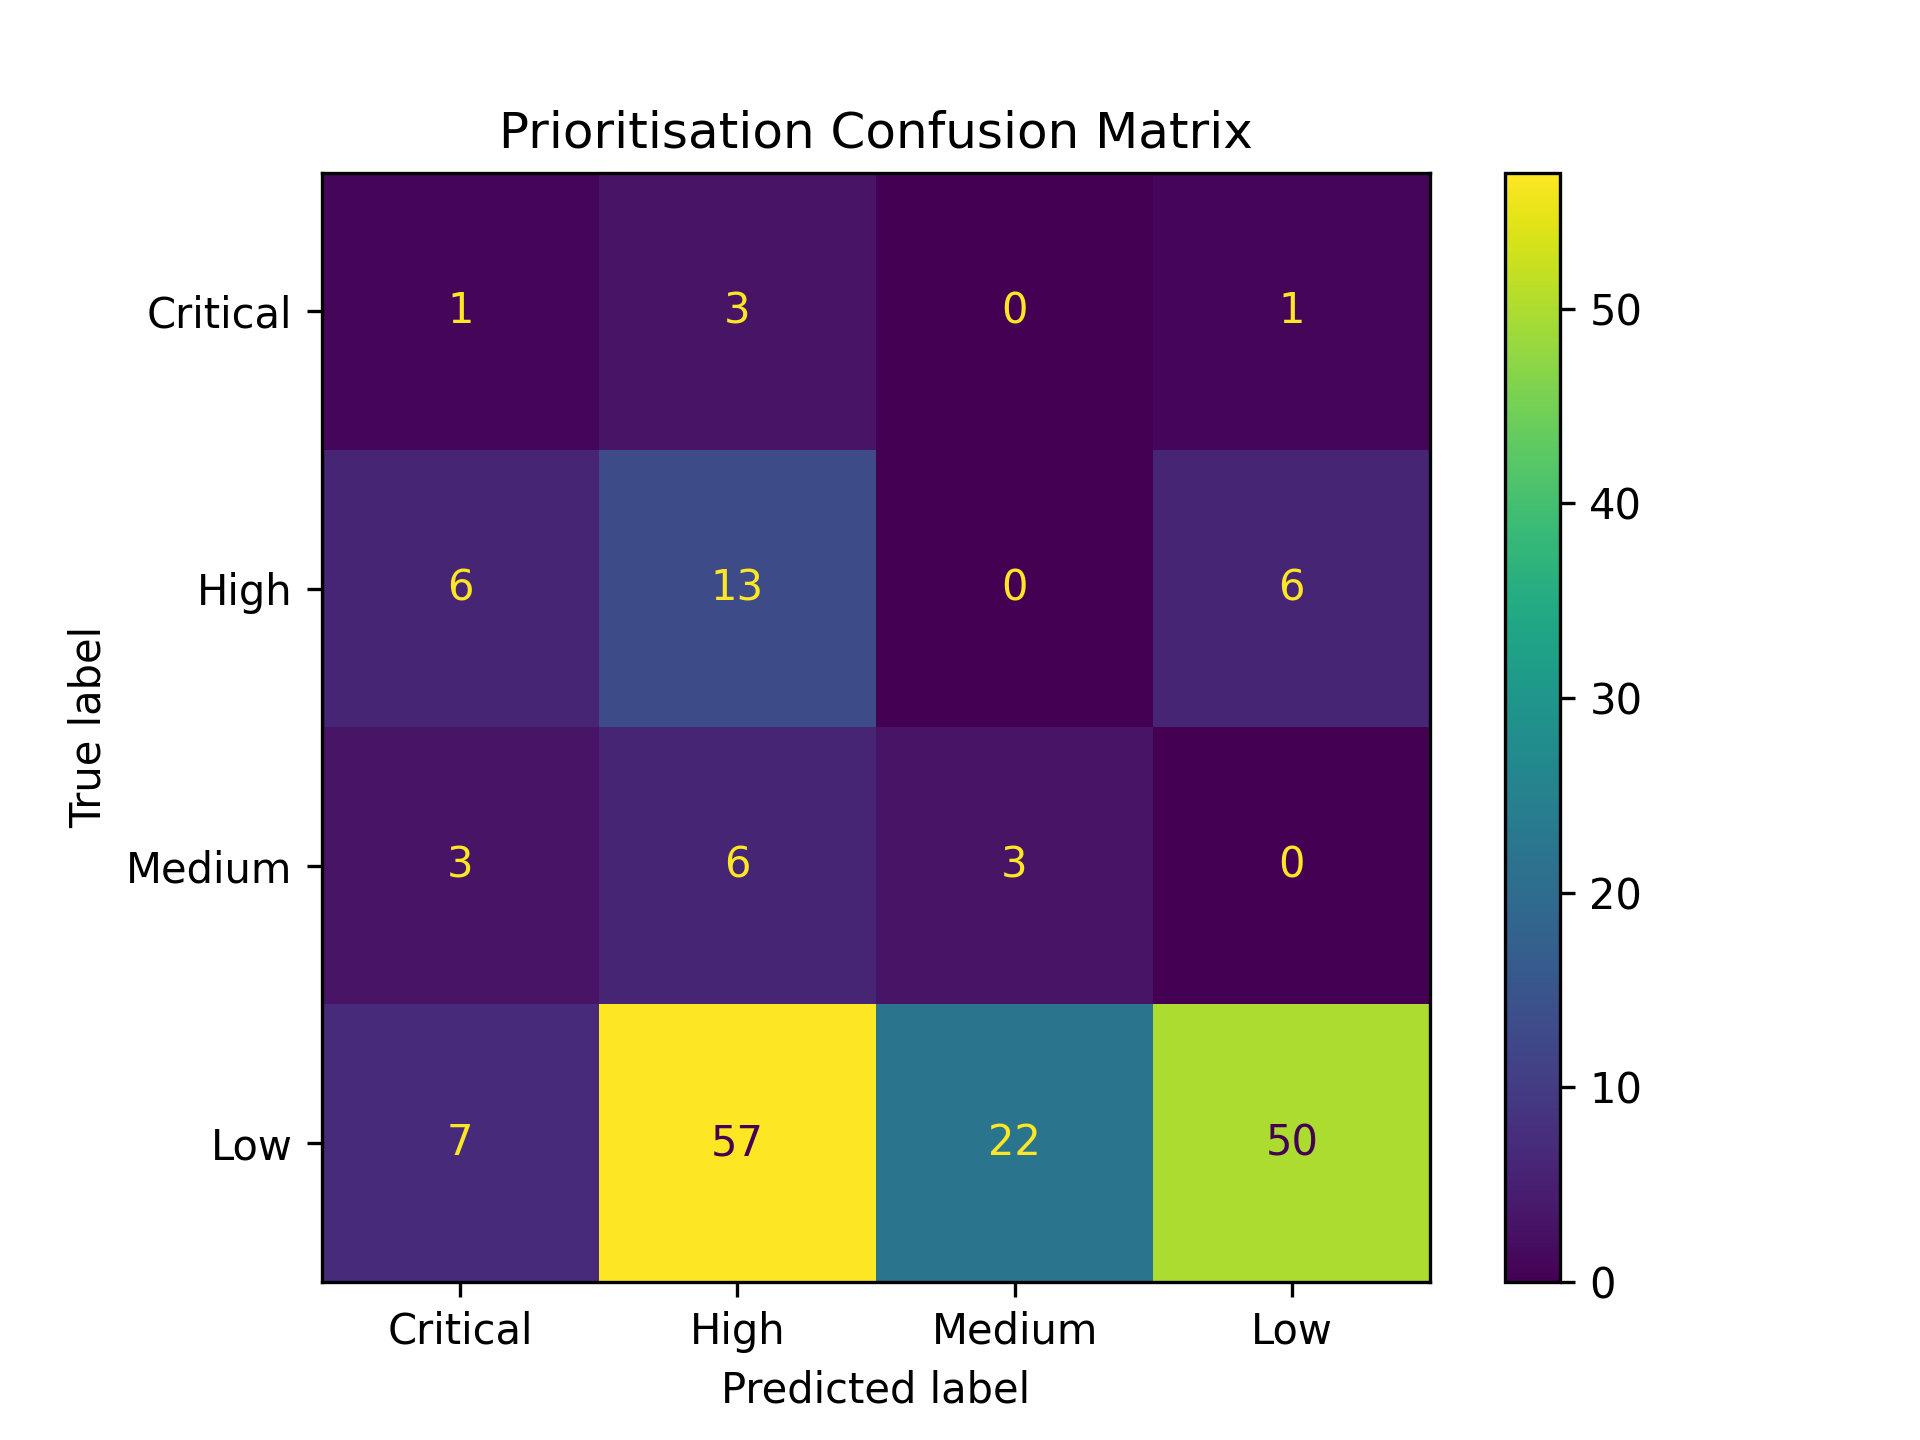 Prioritisation Confusion Matrix
Critical 1 3 0 1
High 6 13 0 6
Medium 3 6 3 0
Low 7 57 22 50
Critical High Medium Low
Predicted label
True label
50
40
30
20
10
0